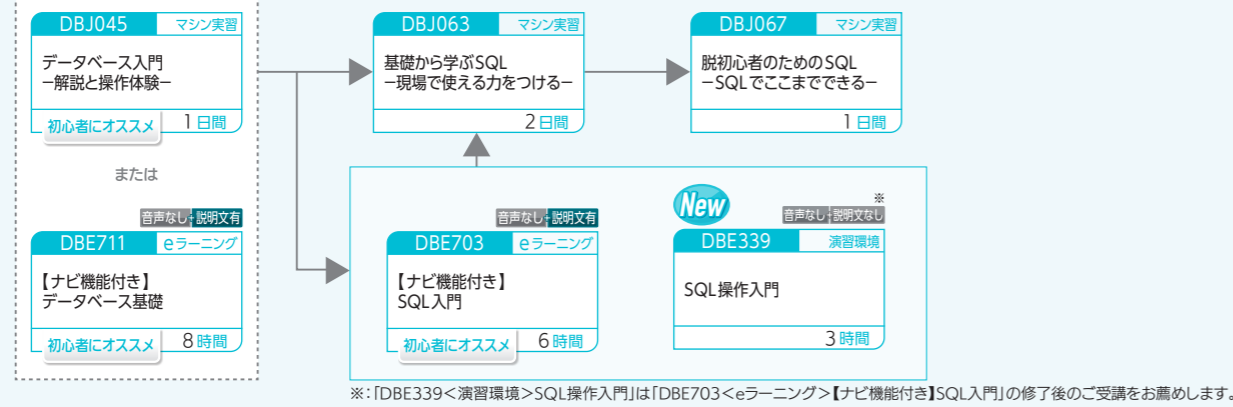 DBJ045 マシン実習
データベース入門
－解説と操作体験－
初心者にオススメ 1日間
または
音声なし 説明文有
DBE711 eラーニング
【ナビ機能付き】
データベース基礎
初心者にオススメ 8時間
DBJ063 マシン実習
基礎から学ぶSQL
－現場で使える力をつける－
2日間
DBJ067 マシン実習
脱初心者のためのSQL
－SQLでここまでできる－
1日間
音声なし 説明文有
DBE703 eラーニング
【ナビ機能付き】
SQL入門
初心者にオススメ 6時間
New
※
音声なし 説明文なし
DBE339 演習環境
SQL操作入門
3時間
※：「DBE339＜演習環境＞SQL操作入門」は「DBE703＜eラーニング＞【ナビ機能付き】SQL入門」の修了後のご受講をお薦めします。